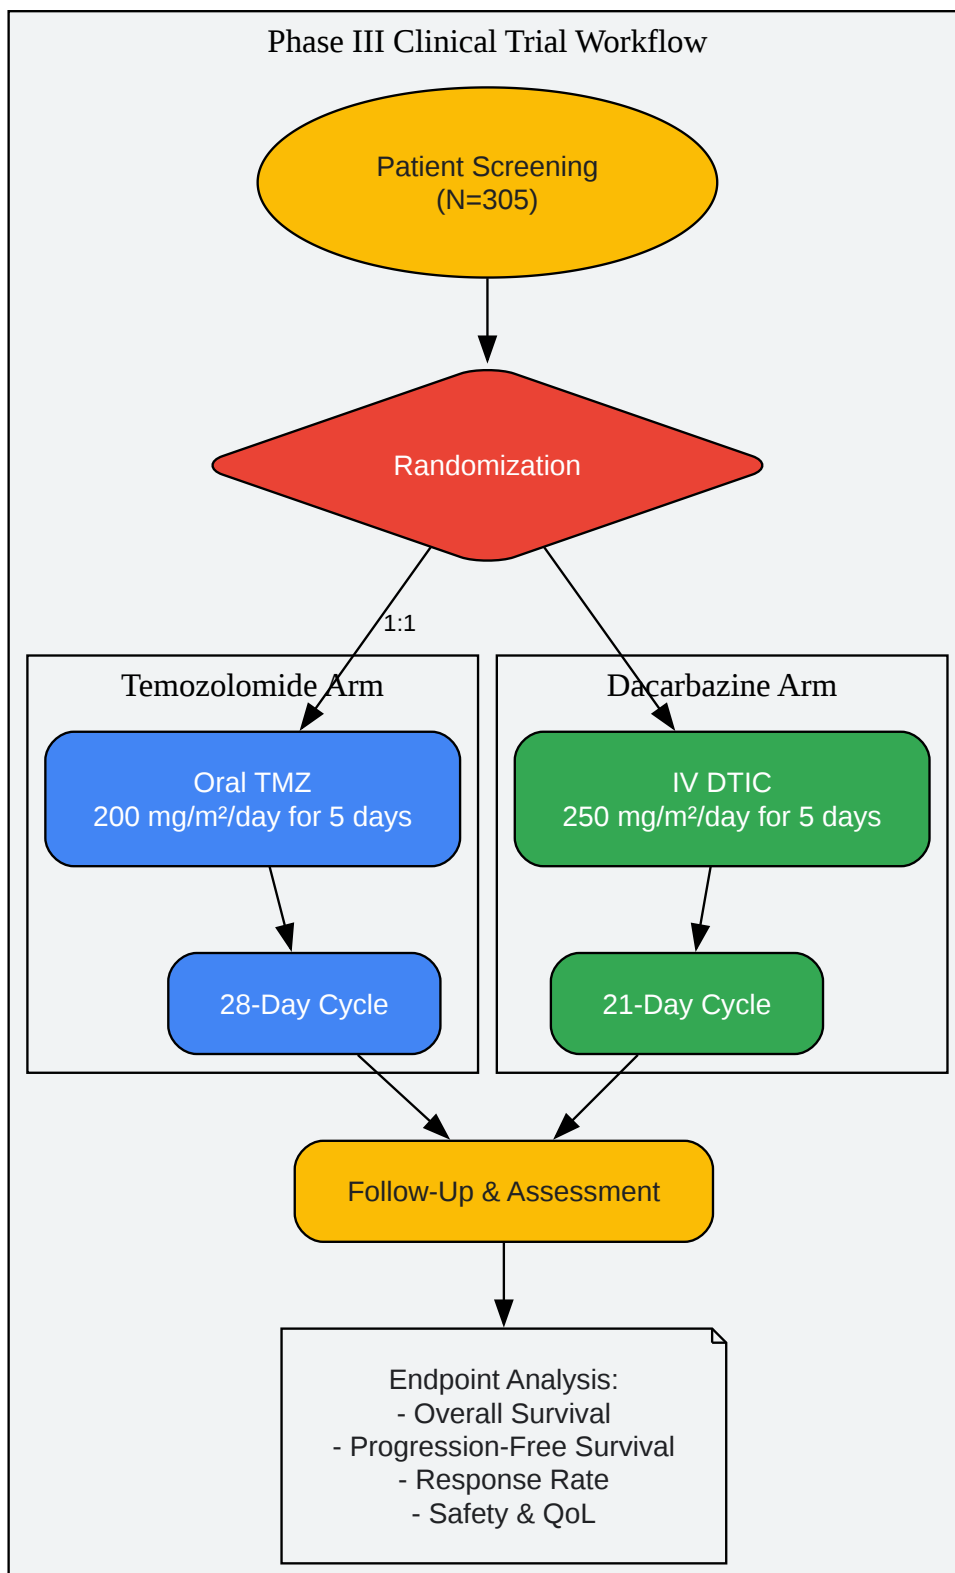 Phase III Clinical Trial Workflow
Patient Screening
(N=305)
Randomization
1:1
Temozolomide Arm
Dacarbazine Arm
Oral TMZ
200 mg/m²/day for 5 days
IV DTIC
250 mg/m²/day for 5 days
28-Day Cycle
21-Day Cycle
Follow-Up & Assessment
Endpoint Analysis:
- Overall Survival
- Progression-Free Survival
- Response Rate
- Safety & QoL